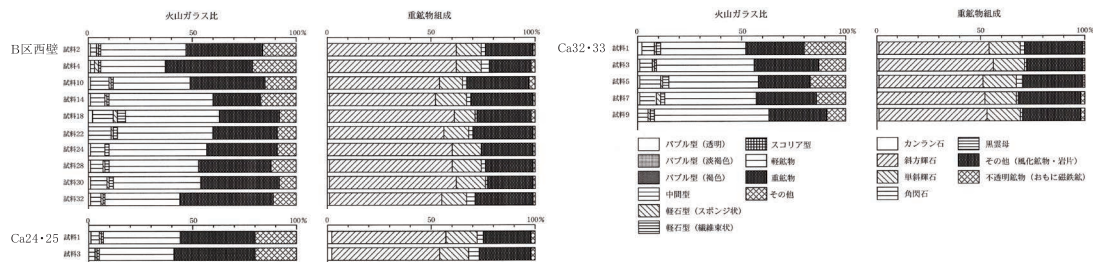 火山ガラス比
重鉱物組成
0 50 100%
0 50 100%
B区西壁
試料2
試料4
試料10
試料14
試料18
試料22
試料24
試料28
試料30
試料32
0 50 100%
0 50 100%
Ca24・25
試料1
試料3
火山ガラス比
重鉱物組成
0 50 100%
0 50 100%
Ca32・33
試料1
試料3
試料5
試料7
試料9
バブル型（透明）
バブル型（淡褐色）
バブル型（褐色）
中間型
軽石型（スポンジ状）
軽石型（繊維束状）
スコリア型
軽鉱物
重鉱物
その他
カンラン石
斜方輝石
単斜輝石
角閃石
黒雲母
その他（風化鉱物・岩片）
不透明鉱物（おもに磁鉄鉱）